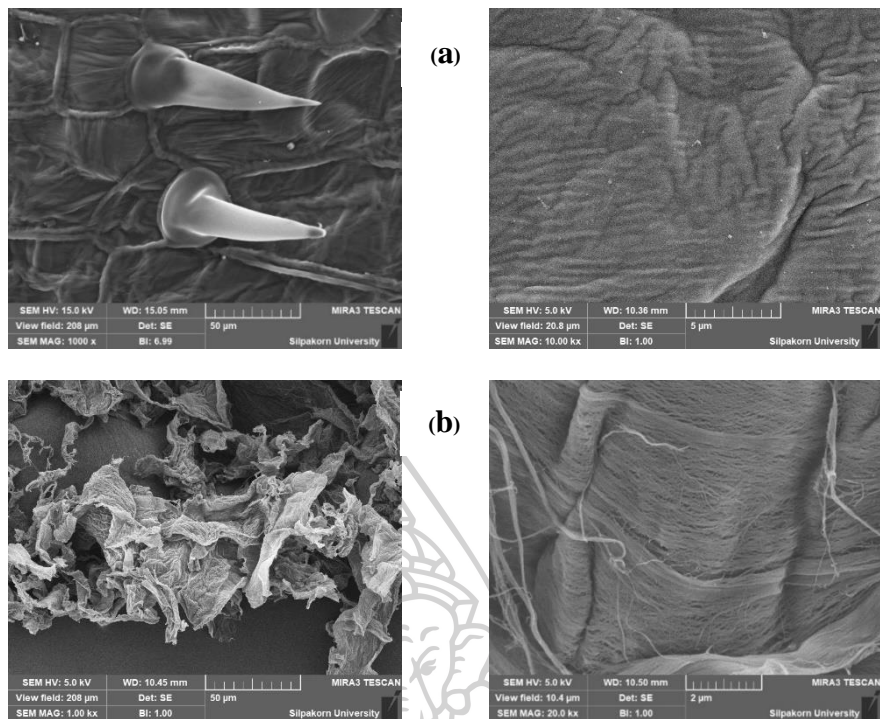 (a)
SEM HV: 15.0 kV WD: 15.05 mm MIRA3 TESCAN
View field: 208 µm Det: SE 50 µm
SEM MAG: 1000 x BI: 6.99 Silpakorn University
SEM HV: 5.0 kV WD: 10.36 mm MIRA3 TESCAN
View field: 20.8 µm Det: SE 5 µm
SEM MAG: 10.00 kx BI: 1.00 Silpakorn University
(b)
SEM HV: 5.0 kV WD: 10.45 mm MIRA3 TESCAN
View field: 208 µm Det: SE 50 µm
SEM MAG: 1.00 kx BI: 1.00 Silpakorn University
SEM HV: 5.0 kV WD: 10.50 mm MIRA3 TESCAN
View field: 10.4 µm Det: SE 2 µm
SEM MAG: 20.0 kx BI: 1.00 Silpakorn University